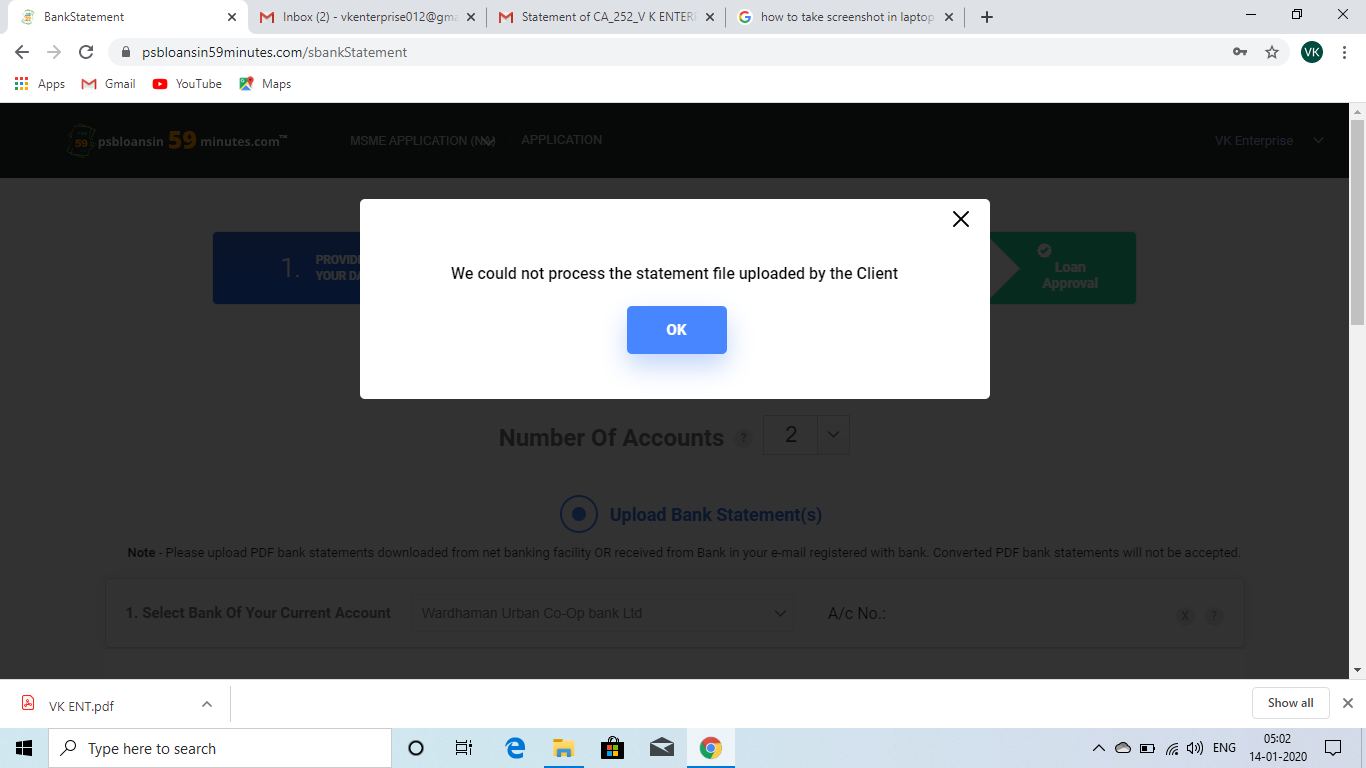 BankStatement
Inbox (2) - vkenterprise012@gma
Statement of CA_252_V K ENTER
how to take screenshot in laptop
psbloansin59minutes.com/sbankStatement
VK
Apps
Gmail
YouTube
Maps
59 psbloansin 59 minutes.com™
MSME APPLICATION
APPLICATION
VK Enterprise
1.
PROVIDE
YOUR DA
Loan
Approval
We could not process the statement file uploaded by the Client
OK
Number Of Accounts ? 2
Upload Bank Statement(s)
Note - Please upload PDF bank statements downloaded from net banking facility OR received from Bank in your e-mail registered with bank. Converted PDF bank statements will not be accepted.
1. Select Bank Of Your Current Account
Wardhaman Urban Co-Op bank Ltd
A/c No.:
X ?
VK ENT.pdf
Show all
Type here to search
ENG
05:02
14-01-2020